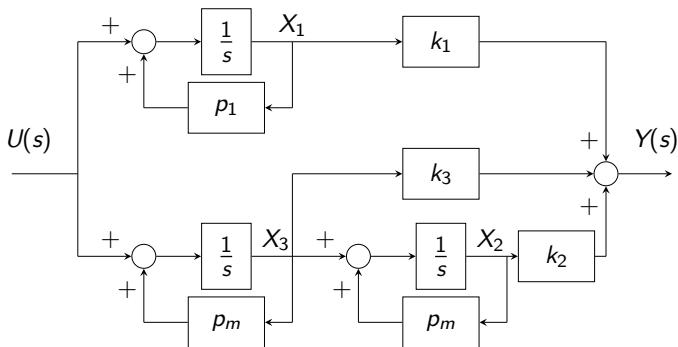 + 1/s X₁ k₁
+
p₁
U(s) + Y(s)
k₃
+
+ 1/s X₃ + 1/s X₂ k₂
+ +
pₘ pₘ